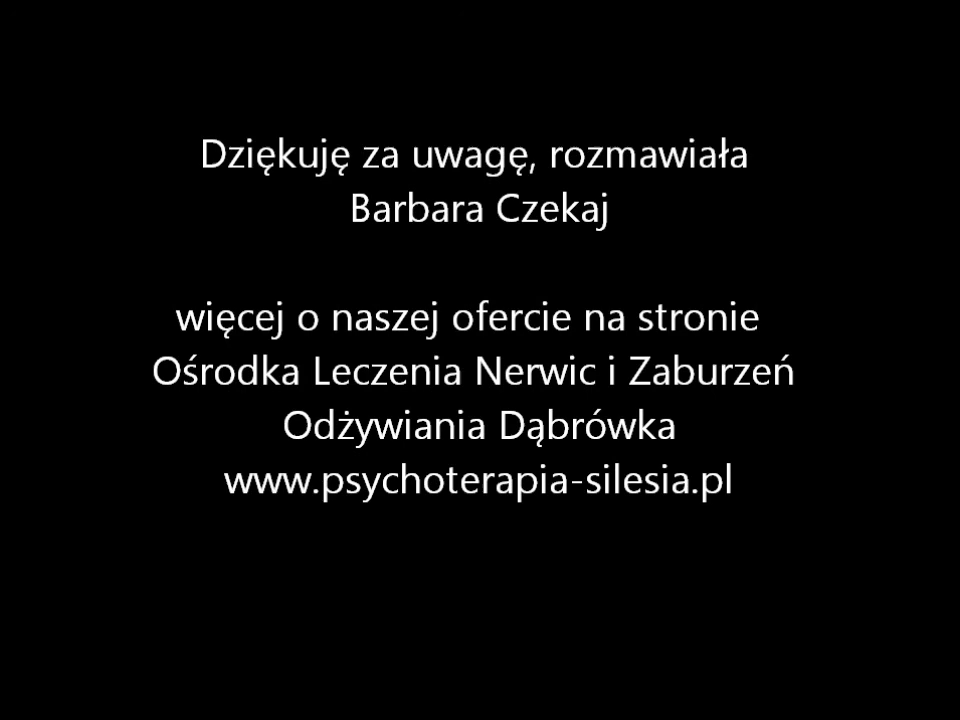 Dziękuję za uwagę, rozmawiała
Barbara Czekaj
więcej o naszej ofercie na stronie
Ośrodka Leczenia Nerwic i Zaburzeń
Odżywiania Dąbrówka
www.psychoterapia-silesia.pl